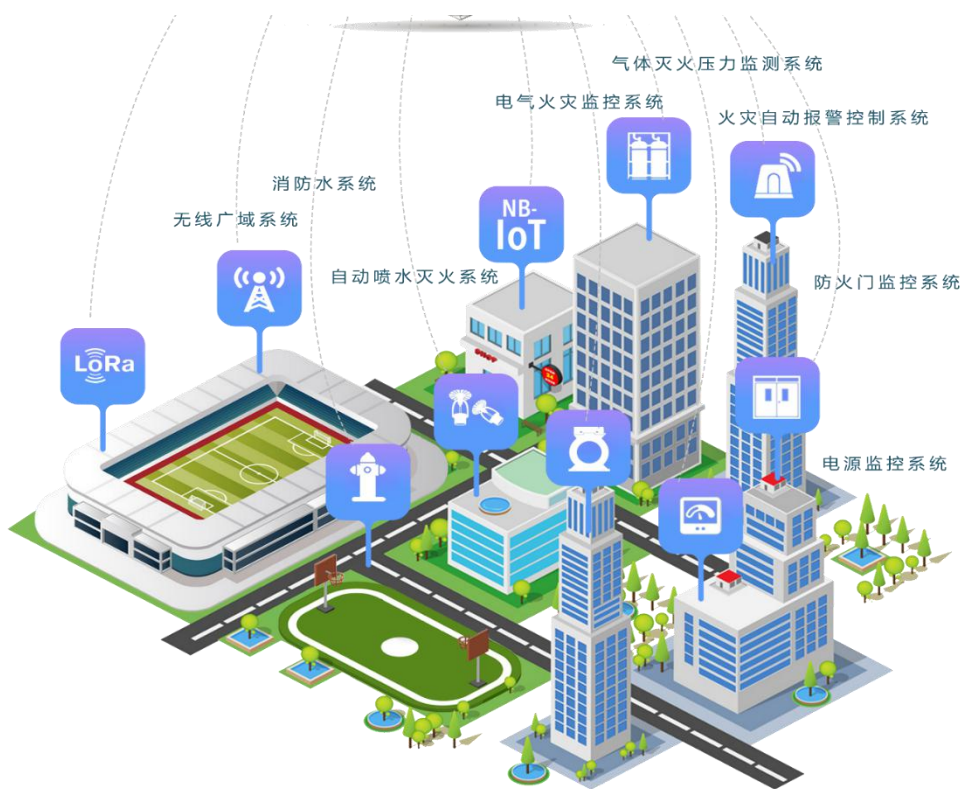 气体灭火压力监测系统
电气火灾监控系统
火灾自动报警控制系统
消防水系统
无线广域系统
NB-
IoT
自动喷水灭火系统
防火门监控系统
LoRa
SHOP
电源监控系统